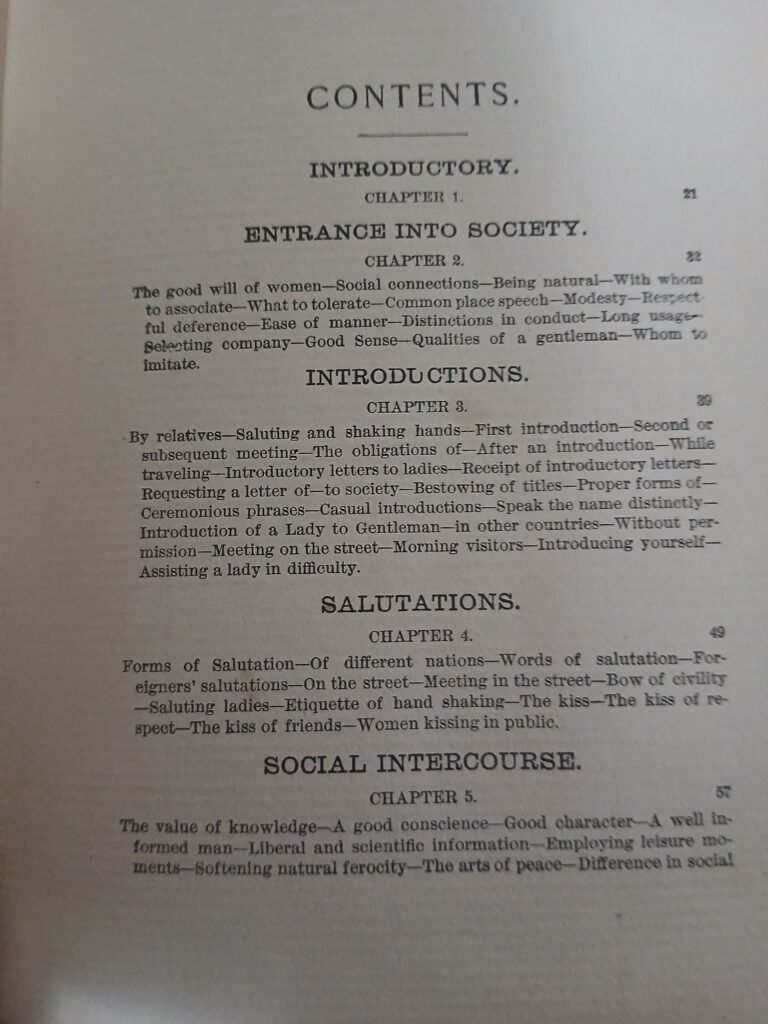 CONTENTS.
INTRODUCTORY.
CHAPTER 1. 21
ENTRANCE INTO SOCIETY.
CHAPTER 2.
The good will of women—Social connections—Being natural—With whom
to associate—What to tolerate—Common place speech—Modesty—Respect-
ful deference—Ease of manner—Distinctions in conduct—Long usage—
Selecting company—Good Sense—Qualities of a gentleman—Whom to
imitate.
INTRODUCTIONS.
CHAPTER 3. 39
By relatives—Saluting and shaking hands—First introduction—Second or
subsequent meeting—The obligations of—After an introduction—While
traveling—Introductory letters to ladies—Receipt of introductory letters—
Requesting a letter of—to society—Bestowing of titles—Proper forms of—
Ceremonious phrases—Casual introductions—Speak the name distinctly—
Introduction of a Lady to Gentleman—in other countries—Without per-
mission—Meeting on the street—Morning visitors—Introducing yourself—
Assisting a lady in difficulty.
SALUTATIONS.
CHAPTER 4. 49
Forms of Salutation—Of different nations—Words of salutation—For-
eigners' salutations—On the street—Meeting in the street—Bow of civility
—Saluting ladies—Etiquette of hand shaking—The kiss—The kiss of re-
spect—The kiss of friends—Women kissing in public.
SOCIAL INTERCOURSE.
CHAPTER 5. 57
The value of knowledge—A good conscience—Good character—A well in-
formed man—Liberal and scientific information—Employing leisure mo-
ments—Softening natural ferocity—The arts of peace—Difference in social